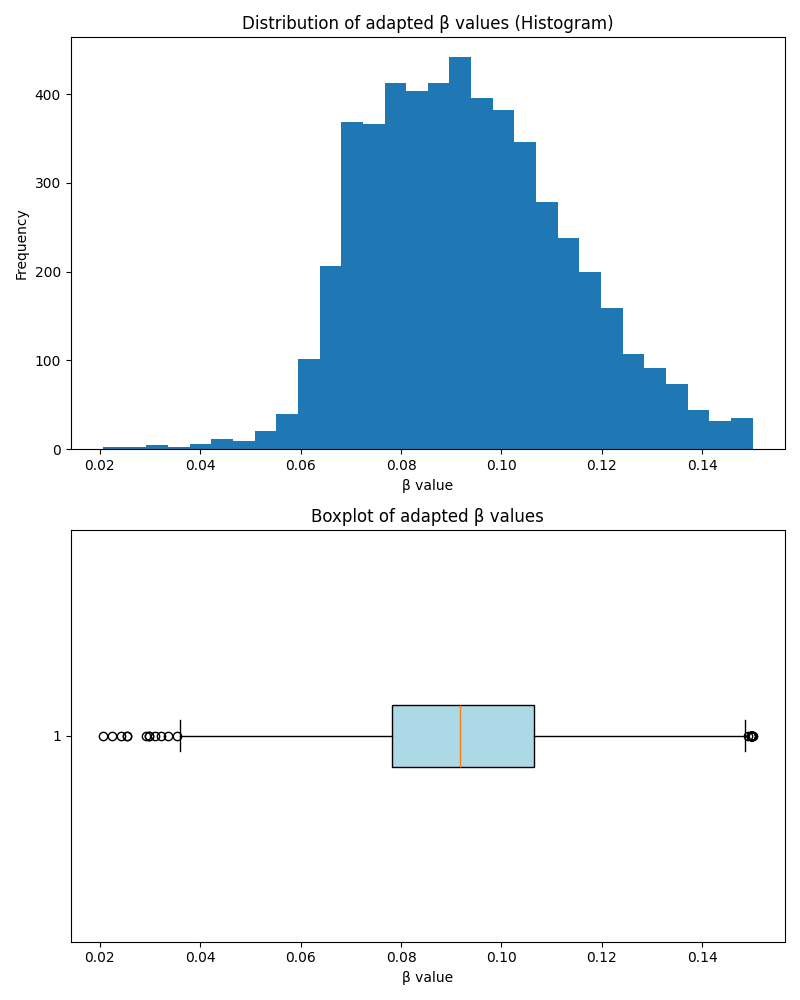 Distribution of adapted β values (Histogram)
400
300
200
100
0
Frequency
0.02 0.04 0.06 0.08 0.10 0.12 0.14
β value
Boxplot of adapted β values
1
0.02 0.04 0.06 0.08 0.10 0.12 0.14
β value